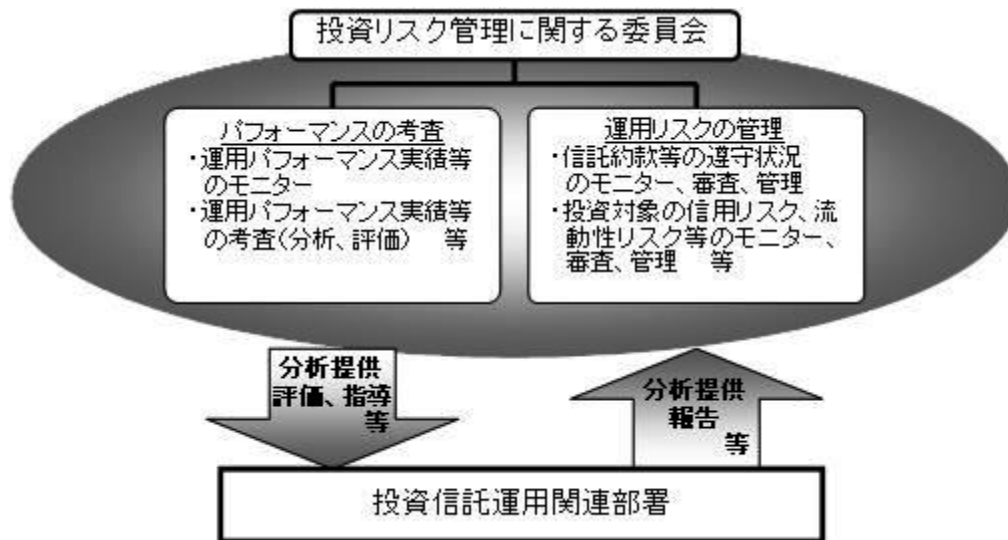 投資リスク管理に関する委員会
パフォーマンスの考査
・運用パフォーマンス実績等
のモニター
・運用パフォーマンス実績等
の考査(分析、評価) 等
運用リスクの管理
・信託約款等の遵守状況
のモニター、審査、管理
・投資対象の信用リスク、流
動性リスク等のモニター、
審査、管理 等
分析提供
評価、指導
等
分析提供
報告
等
投資信託運用関連部署